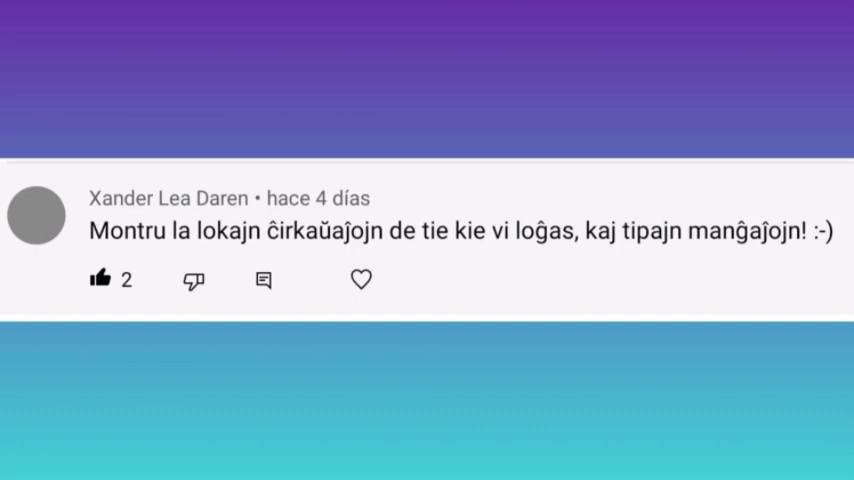 Xander Lea Daren • hace 4 días
Montru la lokajn ĉirkaŭaĵojn de tie kie vi loĝas, kaj tipajn manĝaĵojn! :-)
2